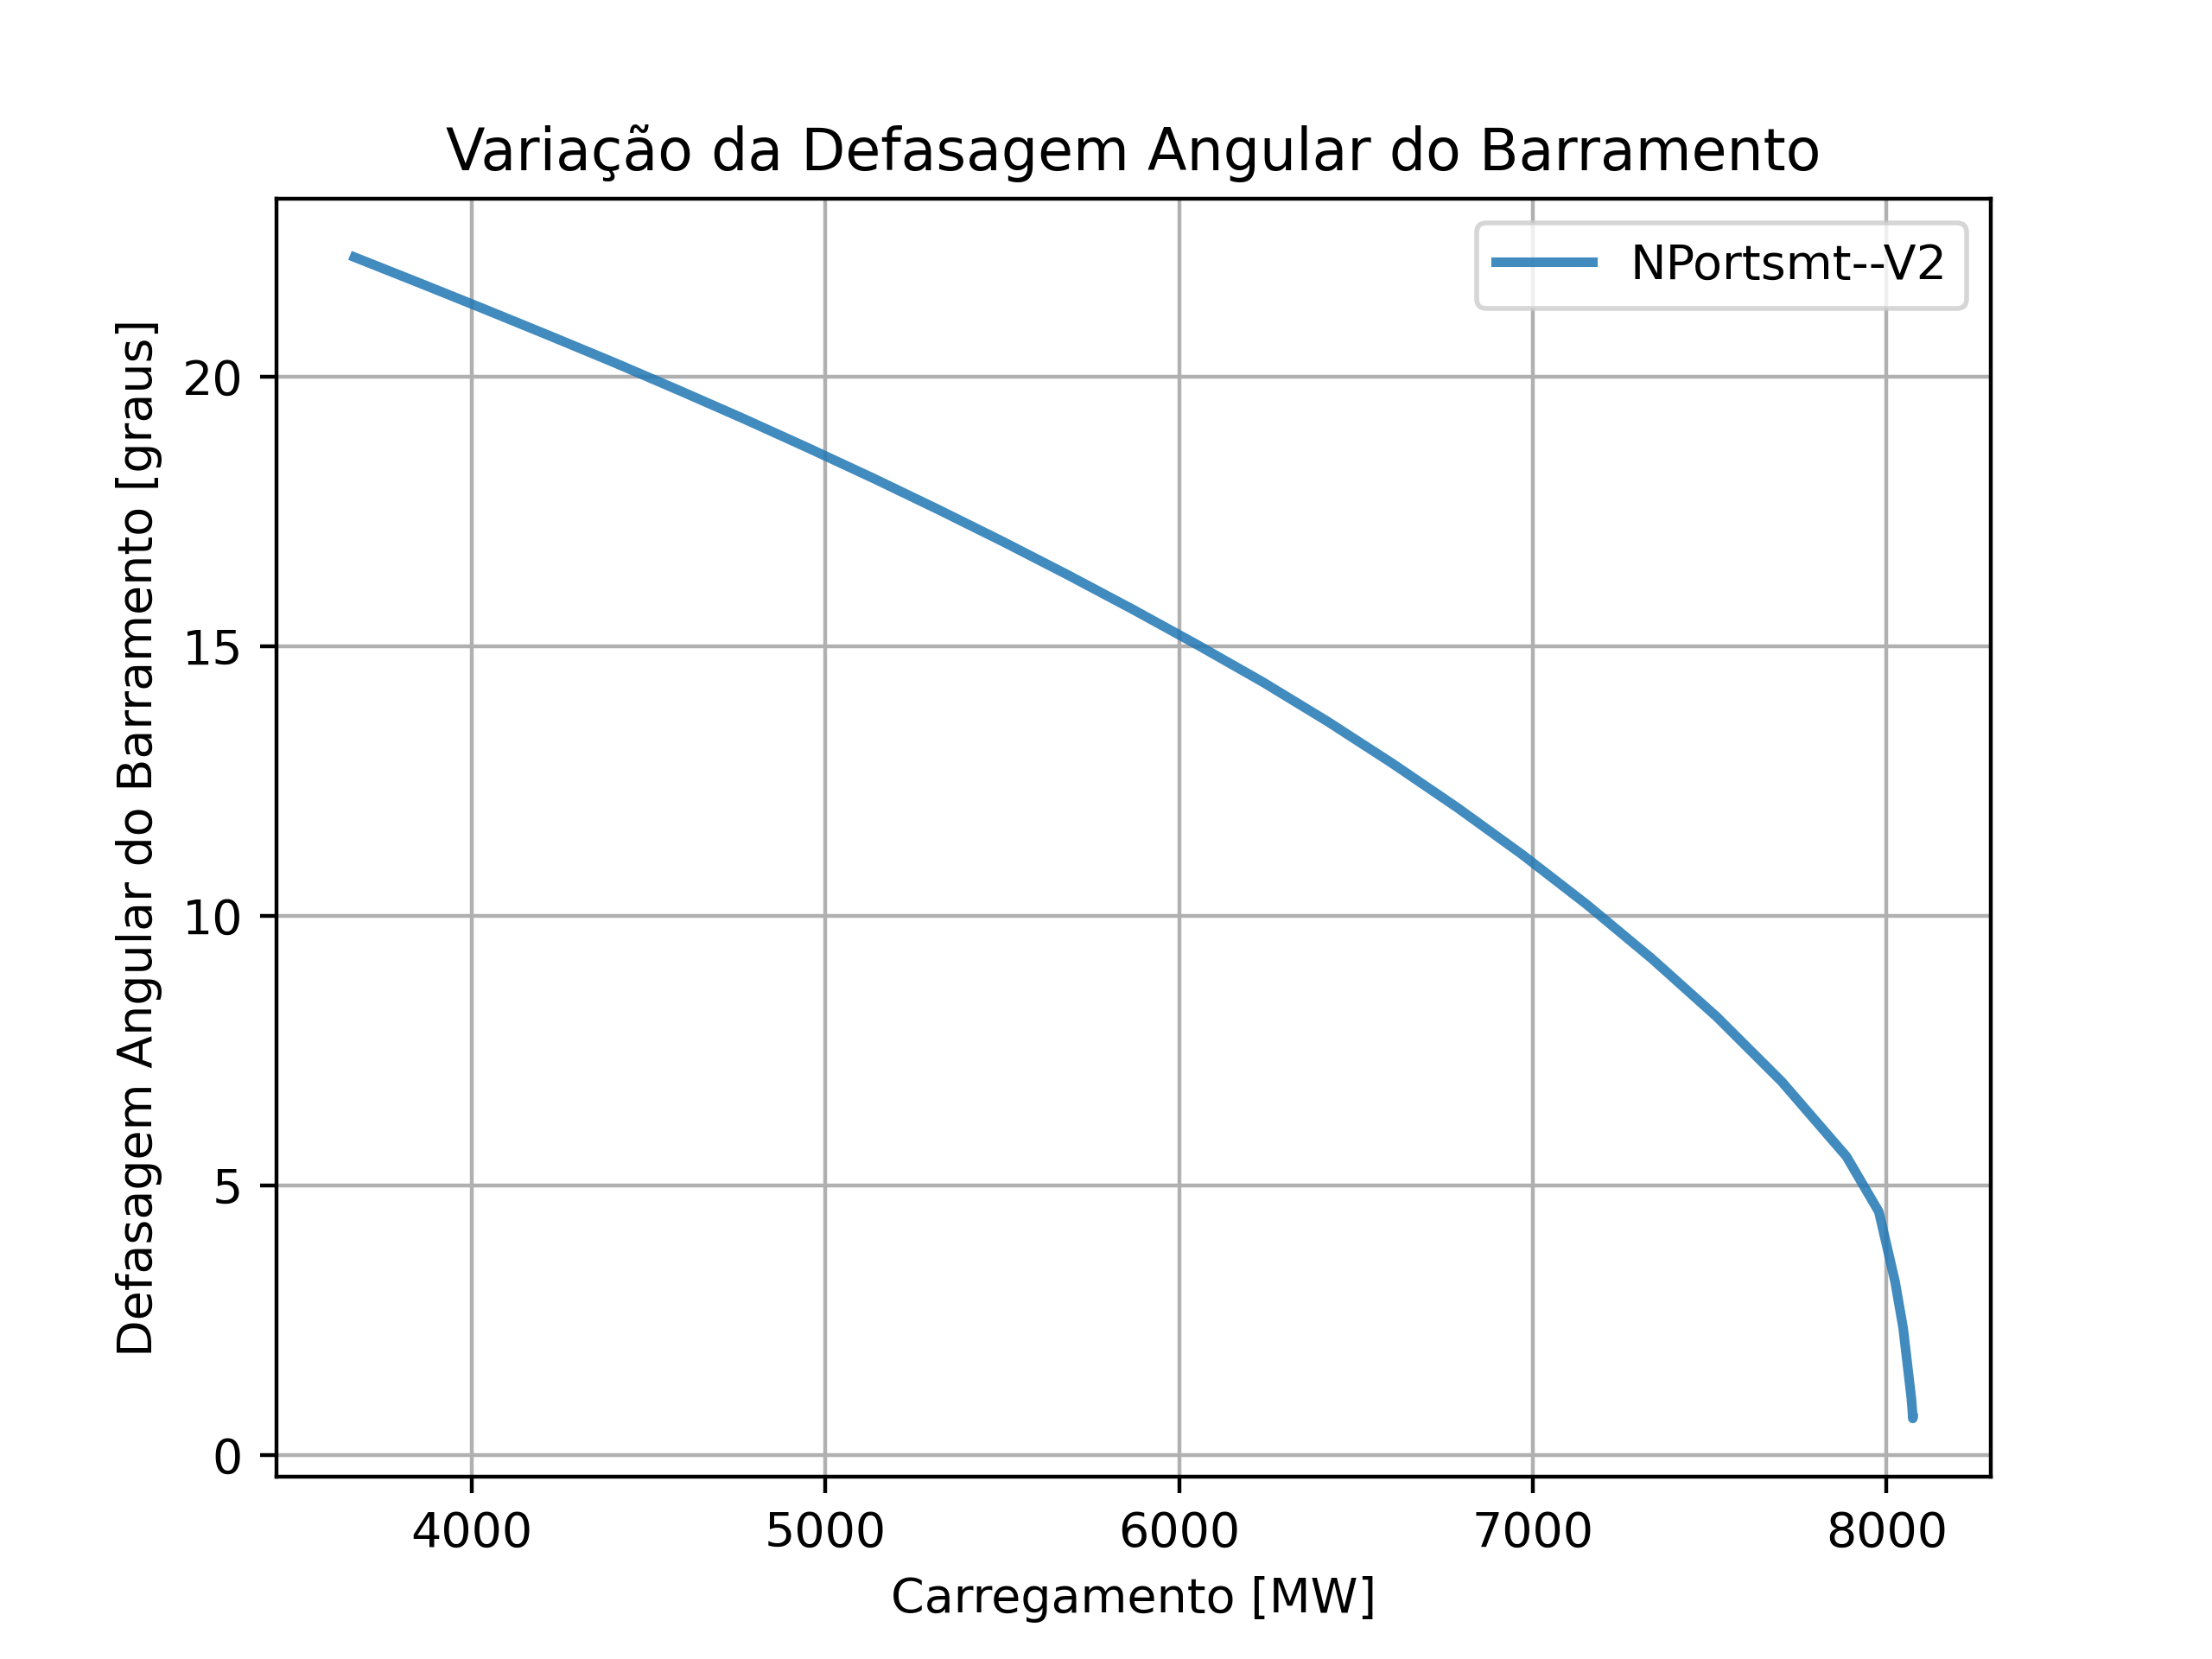 Variação da Defasagem Angular do Barramento
NPortsmt--V2
Defasagem Angular do Barramento [graus]
20
15
10
5
0
4000 5000 6000 7000 8000
Carregamento [MW]